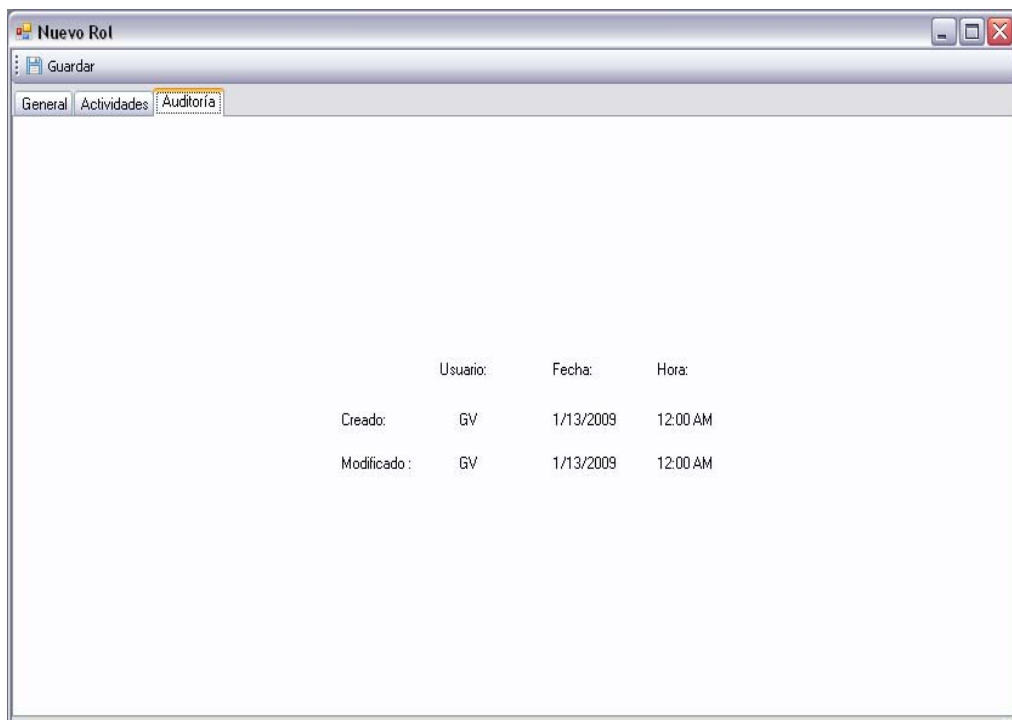 Nuevo Rol
Guardar
General Actividades Auditoría
Usuario: Fecha: Hora:
Creado: GV 1/13/2009 12:00 AM
Modificado : GV 1/13/2009 12:00 AM